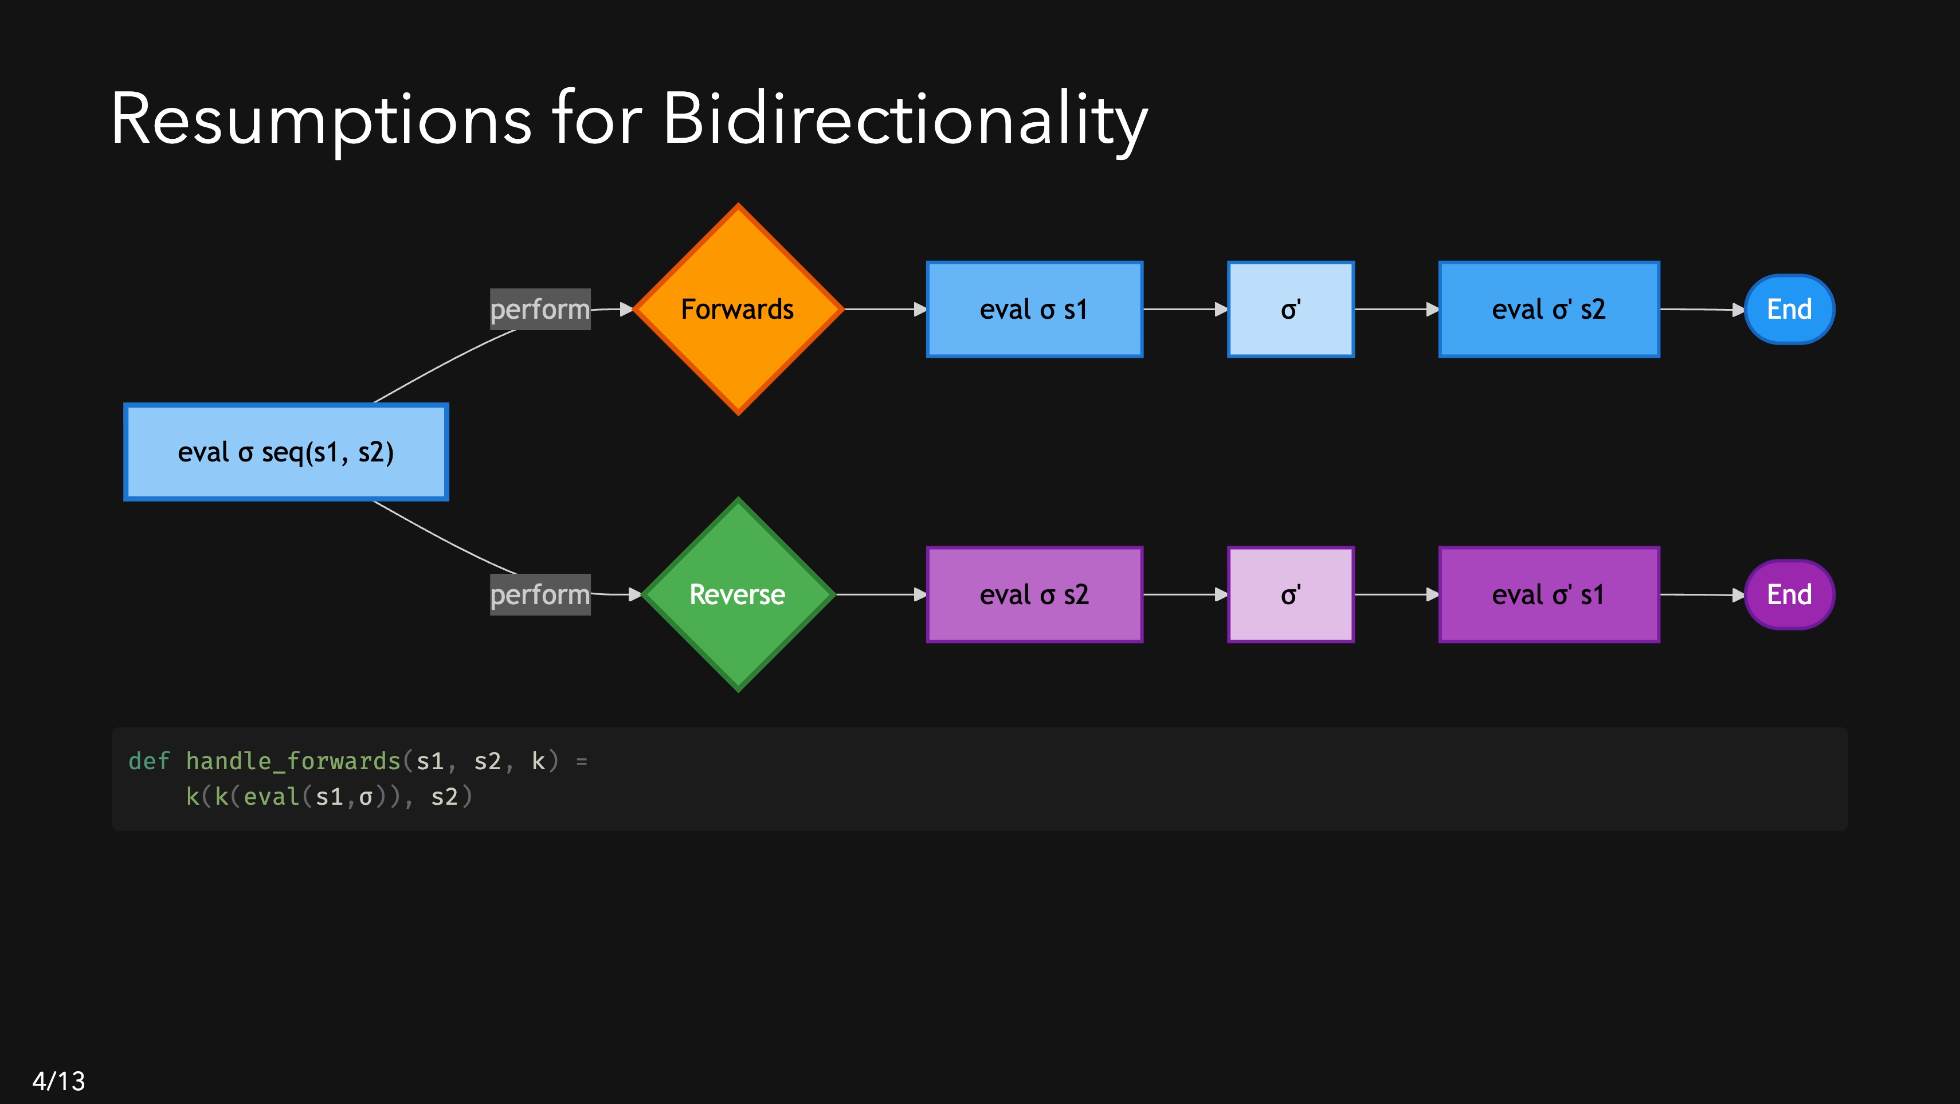 Resumptions for Bidirectionality
perform
Forwards
eval σ s1
σ'
eval σ' s2
End
eval σ seq(s1, s2)
perform
Reverse
eval σ s2
σ'
eval σ' s1
End
def handle_forwards(s1, s2, k) =
    k(k(eval(s1,σ)), s2)
4/13